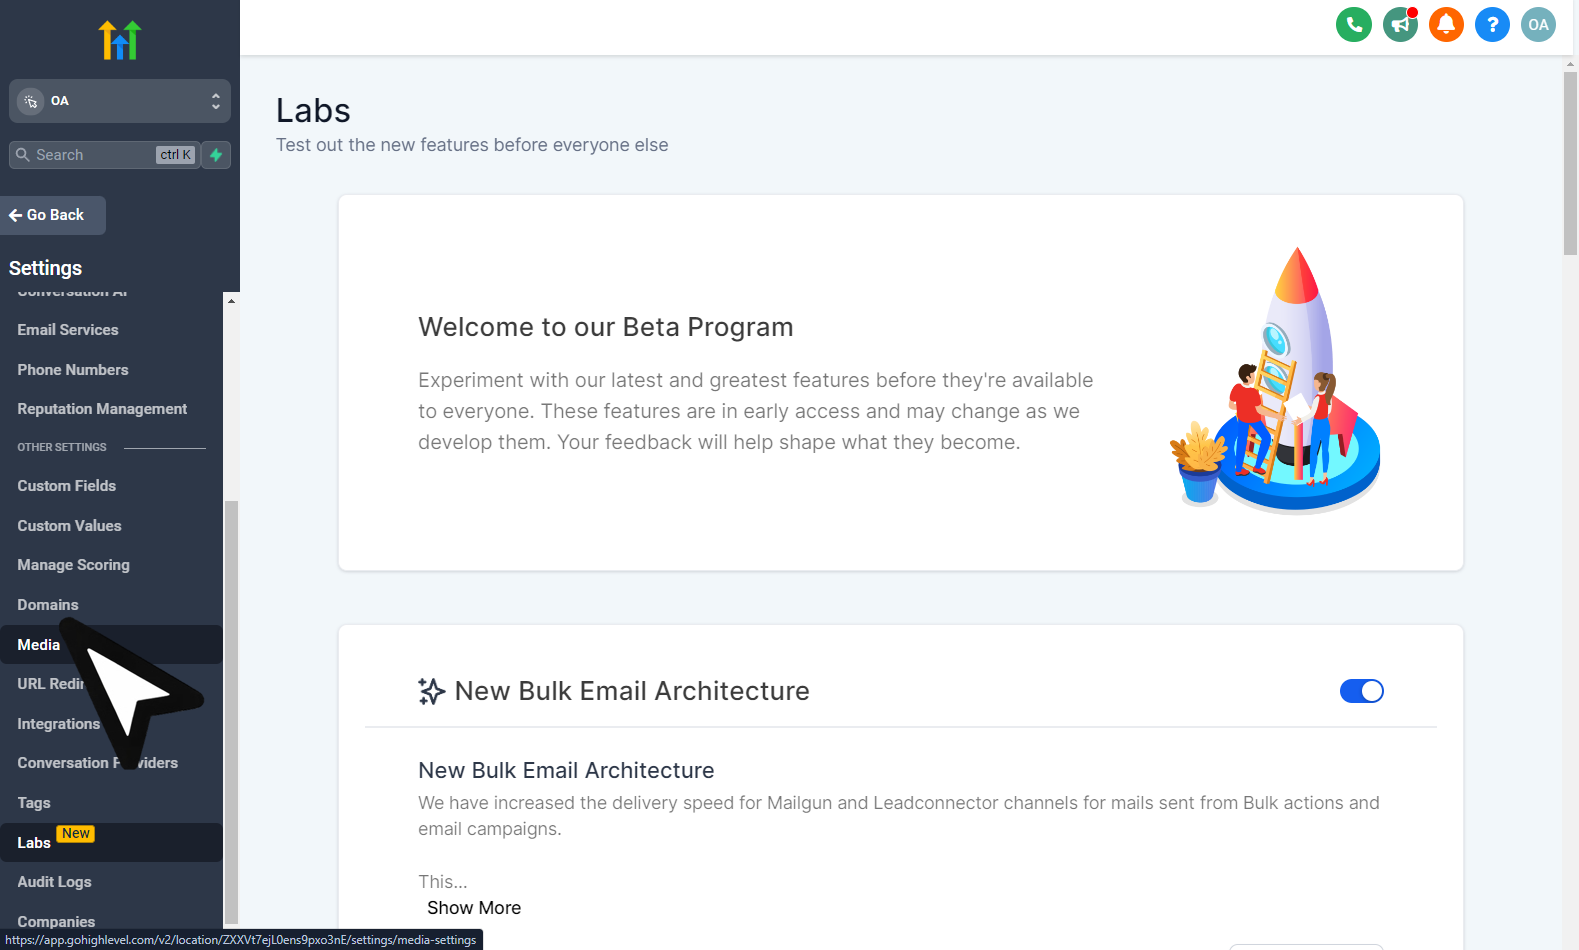 OA
Search
ctrl K
Go Back
Settings
Conversation AI
Email Services
Phone Numbers
Reputation Management
OTHER SETTINGS
Custom Fields
Custom Values
Manage Scoring
Domains
Media
URL Redir
Integrations
Conversation P viders
Tags
Labs New
Audit Logs
Companies
https://app.gohighlevel.com/v2/location/ZXXVt7ejL0ens9pxo3nE/settings/media-settings
OA
Labs
Test out the new features before everyone else
Welcome to our Beta Program
Experiment with our latest and greatest features before they're available
to everyone. These features are in early access and may change as we
develop them. Your feedback will help shape what they become.
New Bulk Email Architecture
New Bulk Email Architecture
We have increased the delivery speed for Mailgun and Leadconnector channels for mails sent from Bulk actions and
email campaigns.
This...
Show More